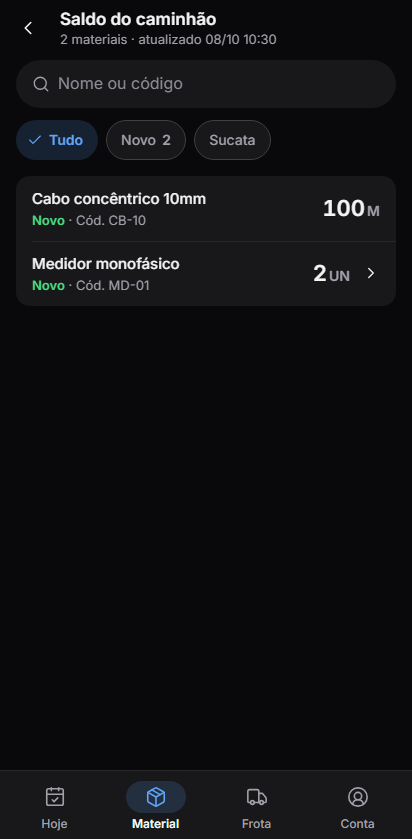 Saldo do caminhão
2 materiais · atualizado 08/10 10:30
Nome ou código
Tudo
Novo 2
Sucata
Cabo concêntrico 10mm
100 M
Novo · Cód. CB-10
Medidor monofásico
2 UN
Novo · Cód. MD-01
Hoje
Material
Frota
Conta